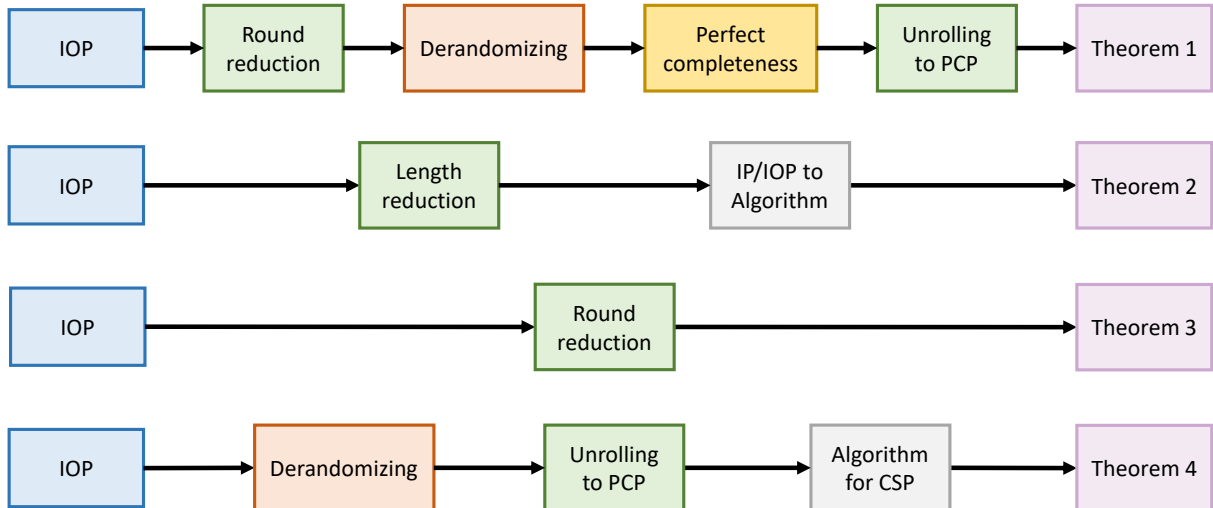 IOP
Round
reduction
Derandomizing
Perfect
completeness
Unrolling
to PCP
Theorem 1
IOP
Length
reduction
IP/IOP to
Algorithm
Theorem 2
IOP
Round
reduction
Theorem 3
IOP
Derandomizing
Unrolling
to PCP
Algorithm
for CSP
Theorem 4